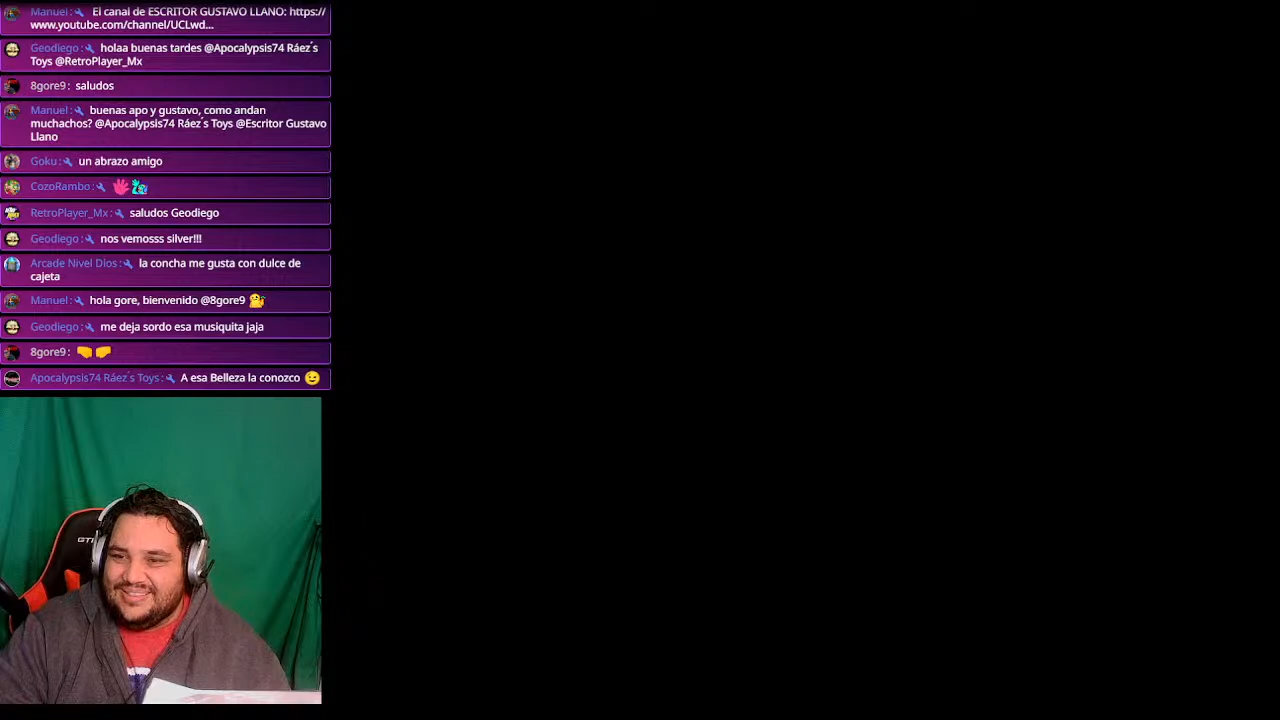 Manuel: El canal de ESCRITOR GUSTAVO LLANO: https://
www.youtube.com/channel/UCLwd...
Geodiego: holaa buenas tardes @Apocalypsis74 Ráez´s
Toys @RetroPlayer_Mx
8gore9: saludos
Manuel: buenas apo y gustavo, como andan
muchachos? @Apocalypsis74 Ráez´s Toys @Escritor Gustavo
Llano
Goku: un abrazo amigo
CozoRambo:
RetroPlayer_Mx: saludos Geodiego
Geodiego: nos vemosss silver!!!
Arcade Nivel Dios: la concha me gusta con dulce de
cajeta
Manuel: hola gore, bienvenido @8gore9
Geodiego: me deja sordo esa musiquita jaja
8gore9:
Apocalypsis74 Ráez´s Toys: A esa Belleza la conozco